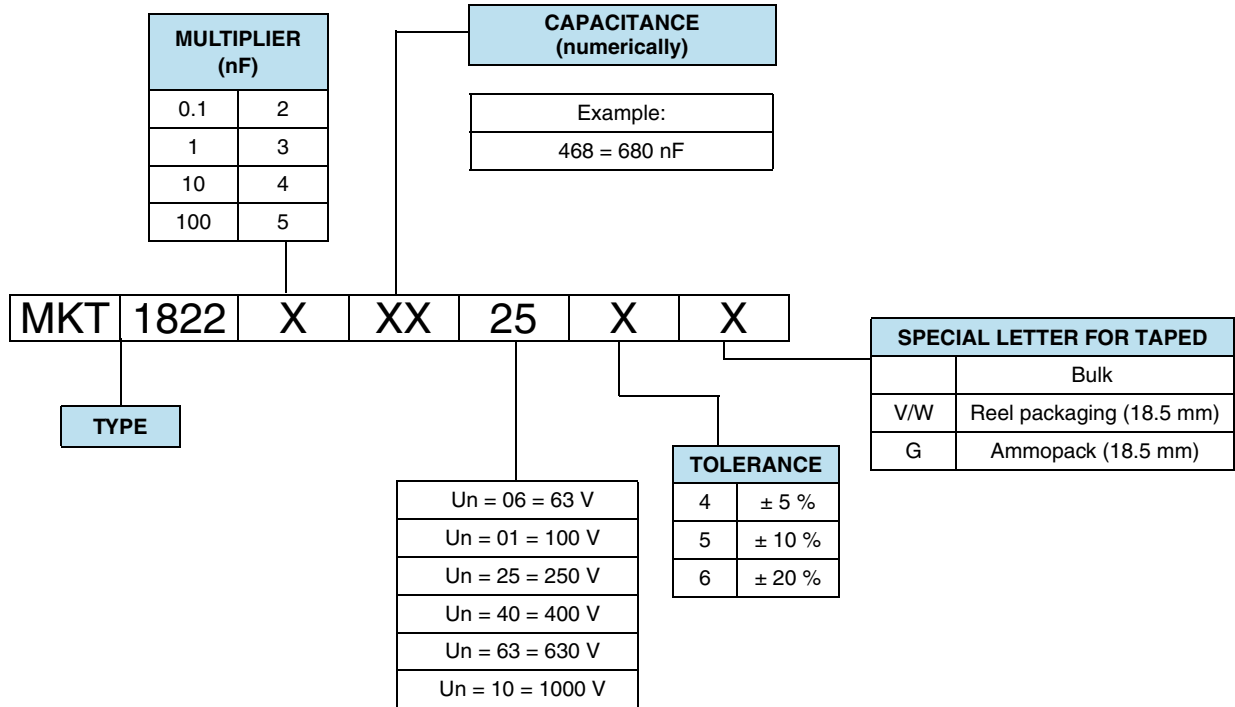 CAPACITANCE
(numerically)
MULTIPLIER
(nF)
0.1 2
1 3
10 4
100 5
Example:
468 = 680 nF
MKT 1822 X XX 25 X X
TYPE
SPECIAL LETTER FOR TAPED
Bulk
V/W Reel packaging (18.5 mm)
G Ammopack (18.5 mm)
TOLERANCE
4 ± 5 %
5 ± 10 %
6 ± 20 %
Un = 06 = 63 V
Un = 01 = 100 V
Un = 25 = 250 V
Un = 40 = 400 V
Un = 63 = 630 V
Un = 10 = 1000 V